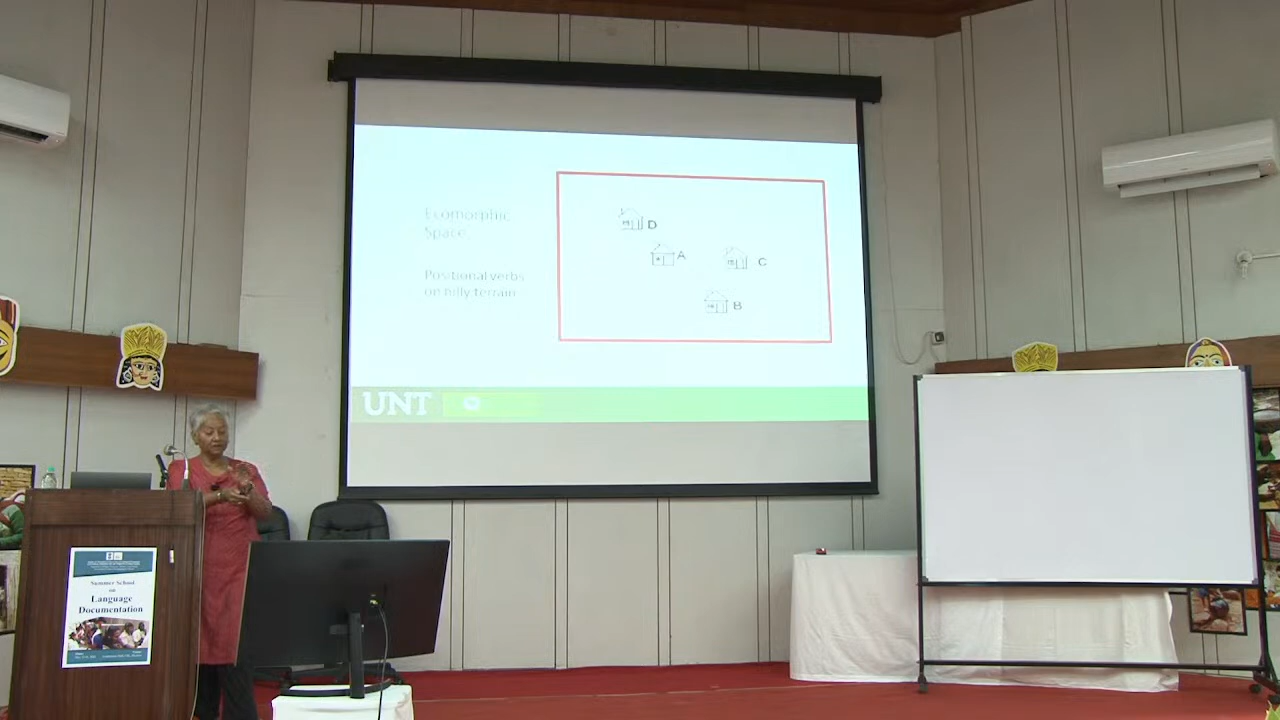 Ecomorphic
Space
Positional verbs
on hilly terrain
D
A
C
B
UNT
Summer School
on
Language
Documentation